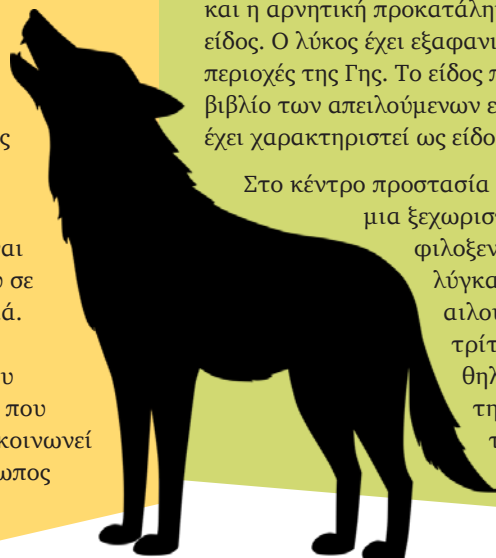 ς
αι
σε
ά.
υ
που
κοινωνεί
ωπος
και η αρνητική προκατάλη
είδος. Ο λύκος έχει εξαφανι
περιοχές της Γης. Το είδος π
βιβλίο των απειλούμενων ε
έχει χαρακτηριστεί ως είδο
Στο κέντρο προστασία
μια ξεχωρισ
φιλοξεν
λύγκα
αιλου
τρίτ
θηλ
τη
τ